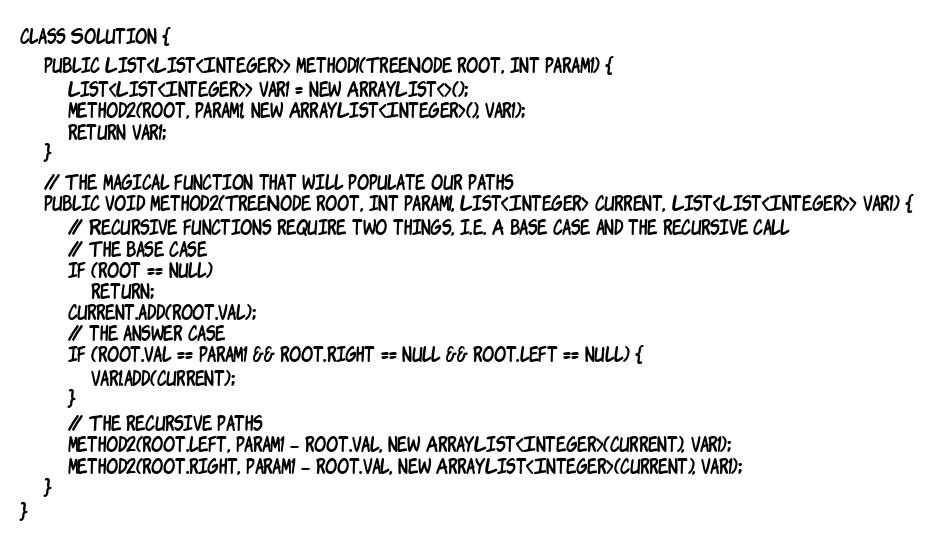 CLASS SOLUTION {
PUBLIC LIST<LIST<INTEGER>> METHOD1(TREENODE ROOT, INT PARAM1) {
LIST<LIST<INTEGER>> VAR1 = NEW ARRAYLIST<>();
METHOD2(ROOT, PARAM1, NEW ARRAYLIST<INTEGER>(), VAR1);
RETURN VAR1;
}
// THE MAGICAL FUNCTION THAT WILL POPULATE OUR PATHS
PUBLIC VOID METHOD2(TREENODE ROOT, INT PARAM1, LIST<INTEGER> CURRENT, LIST<LIST<INTEGER>> VAR1) {
// RECURSIVE FUNCTIONS REQUIRE TWO THINGS, I.E. A BASE CASE AND THE RECURSIVE CALL
// THE BASE CASE
IF (ROOT == NULL)
RETURN;
CURRENT.ADD(ROOT.VAL);
// THE ANSWER CASE
IF (ROOT.VAL == PARAM1 && ROOT.RIGHT == NULL && ROOT.LEFT == NULL) {
VAR1.ADD(CURRENT);
}
// THE RECURSIVE PATHS
METHOD2(ROOT.LEFT, PARAM1 - ROOT.VAL, NEW ARRAYLIST<INTEGER>(CURRENT), VAR1);
METHOD2(ROOT.RIGHT, PARAM1 - ROOT.VAL, NEW ARRAYLIST<INTEGER>(CURRENT), VAR1);
}
}